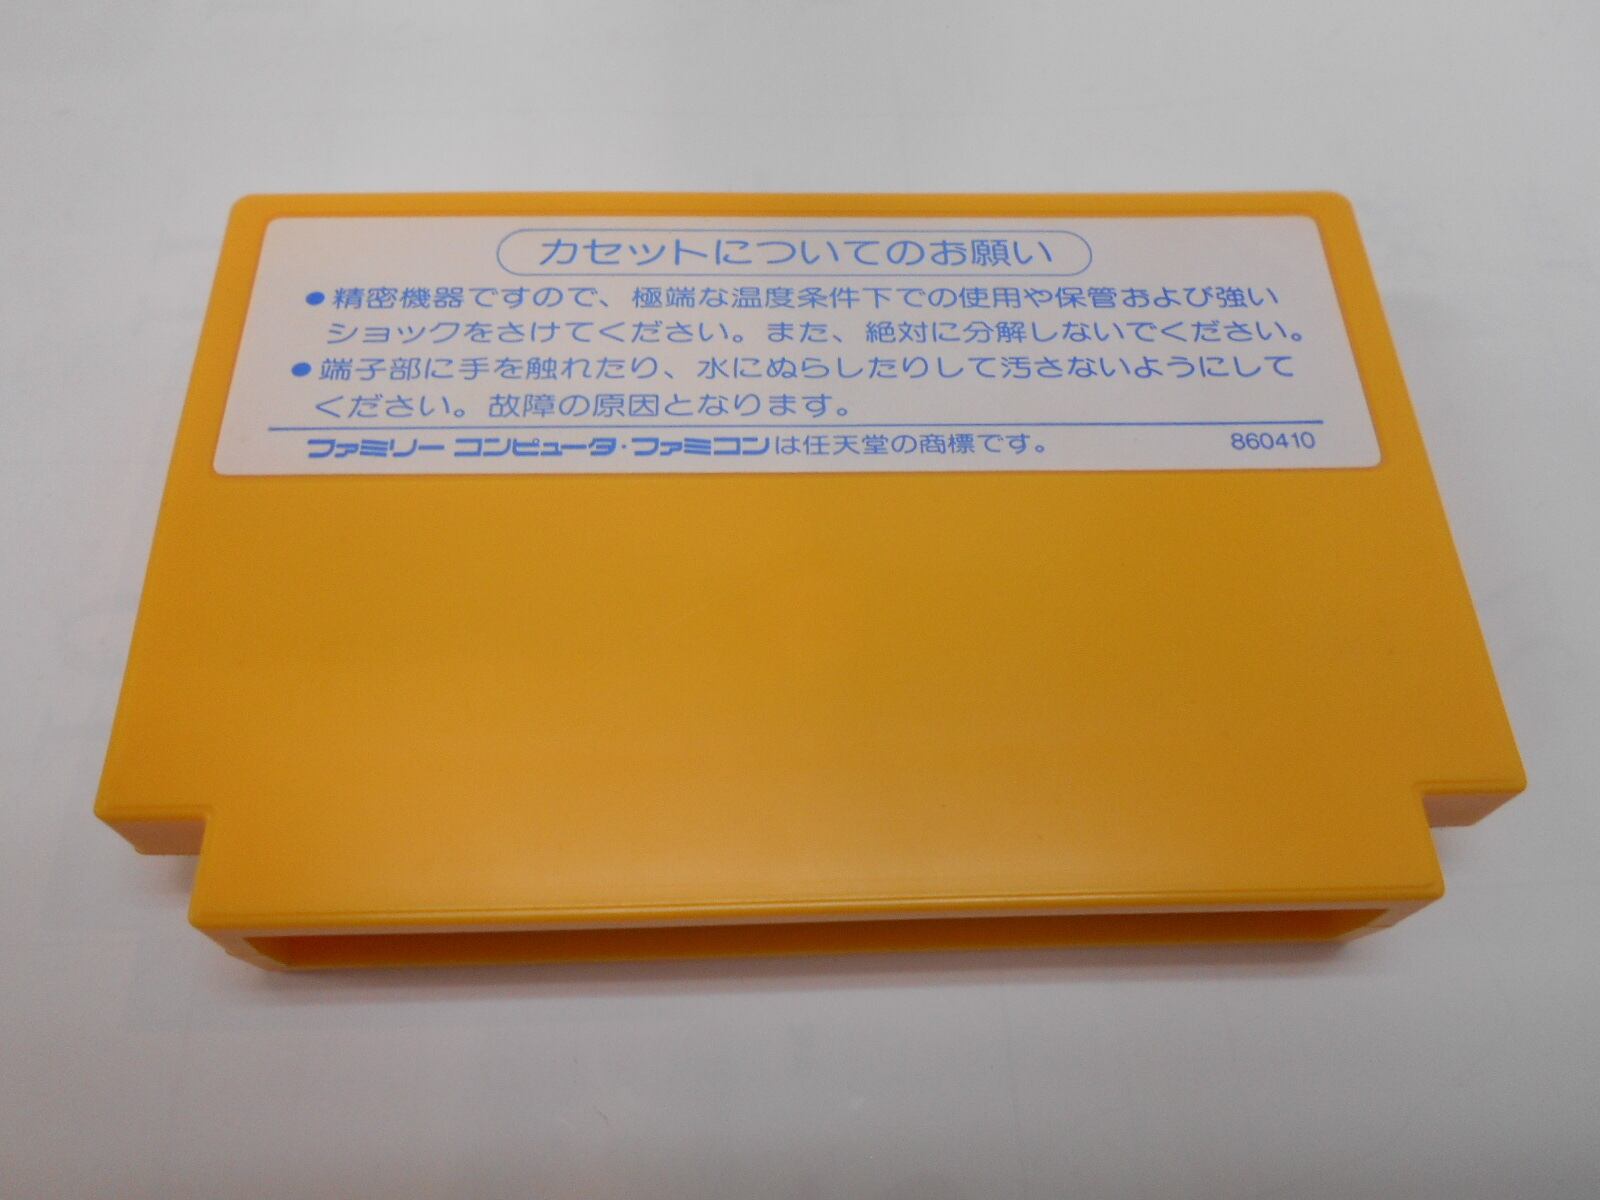 カセットについてのお願い
●精密機器ですので、極端な温度条件下での使用や保管および強い
ショックをさけてください。また、絶対に分解しないでください。
●端子部に手を触れたり、水にぬらしたりして汚さないようにして
ください。故障の原因となります。
ファミリー コンピュータ・ファミコンは任天堂の商標です。 860410